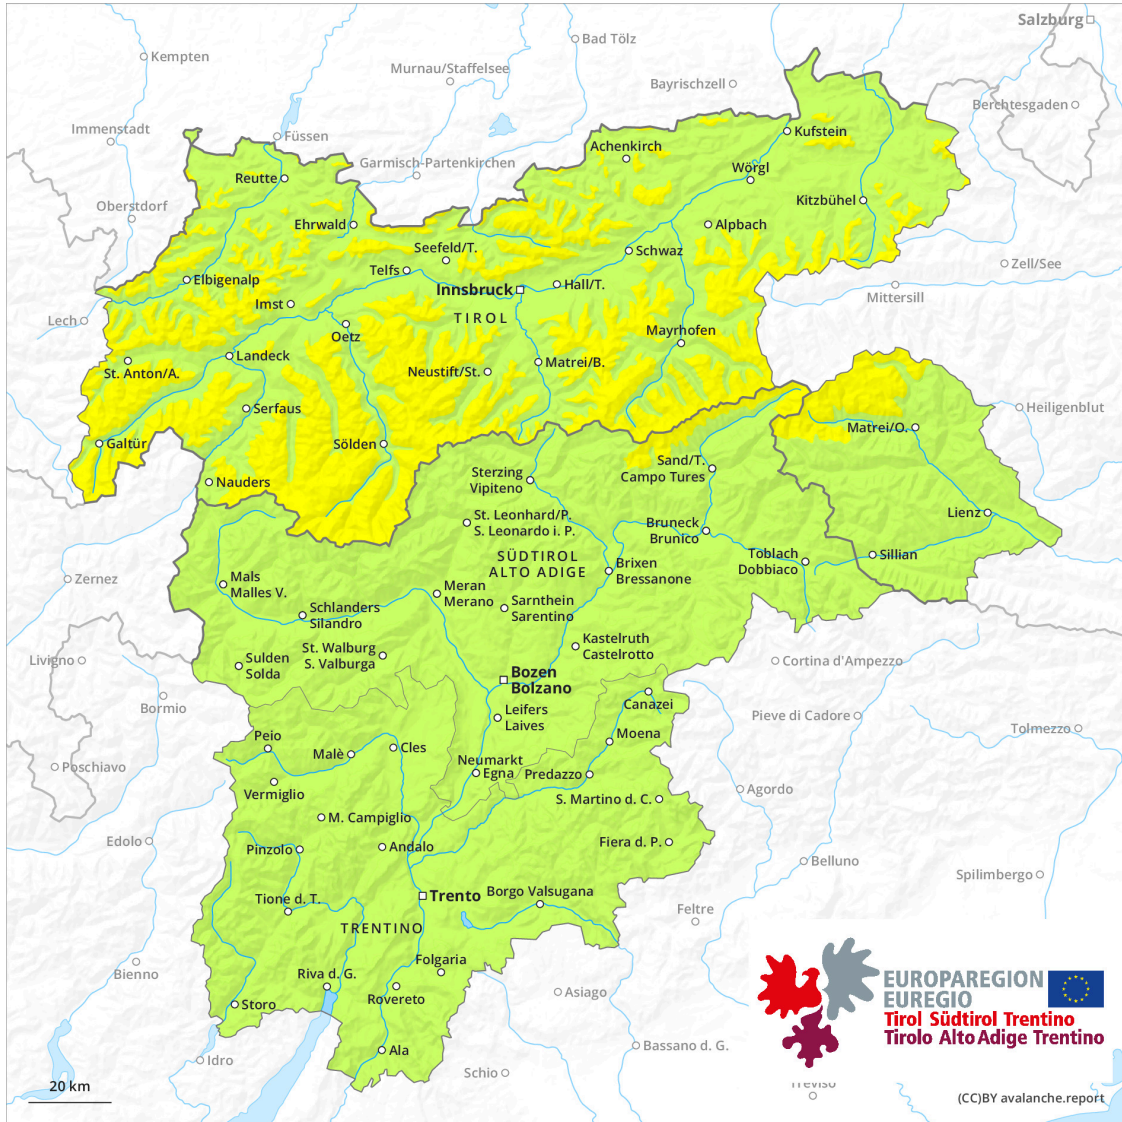 Salzburg
Bad Tölz
Kempten
Murnau/Staffelsee
Bayrischzell
Berchtesgaden
Immenstadt
Füssen
Kufstein
Achenkirch
Garmisch-Partenkirchen
Wörgl
Reutte
Oberstdorf
Kitzbühel
Ehrwald
Alpbach
Seefeld/T.
Schwaz
Zell/See
Telfs
Elbigenalp
Innsbruck
Hall/T.
Mittersill
Imst
Lech
TIROL
Oetz
Mayrhofen
Landeck
St. Anton/A.
Neustift/St.
Matrei/B.
Serfaus
Heiligenblut
Matrei/O.
Galtür
Sölden
Sand/T.
Campo Tures
Sterzing
Vipiteno
Nauders
St. Leonhard/P.
S. Leonardo i. P.
Lienz
Bruneck
Brunico
SÜDTIROL
ALTO ADIGE
Toblach
Dobbiaco
Sillian
Brixen
Bressanone
Zernez
Mals
Malles V.
Meran
Merano
Sarnthein
Sarentino
Schlanders
Silandro
Kastelruth
Castelrotto
St. Walburg
S. Valburga
Livigno
Sulden
Solda
Cortina d'Ampezzo
Bozen
Bolzano
Bormio
Canazei
Leifers
Laives
Pieve di Cadore
Tolmezzo
Peio
Moena
Malè
Cles
Poschiavo
Neumarkt
Egna
Predazzo
Vermiglio
Agordo
S. Martino d. C.
M. Campiglio
Edolo
Pinzolo
Andalo
Fiera d. P.
Belluno
Spilimbergo
Trento
Borgo Valsugana
Tione d. T.
Feltre
TRENTINO
Folgaria
Bienno
Riva d. G.
Rovereto
Asiago
Storo
EUROPAREGION
EUREGIO
Tirol Südtirol Trentino
Tirolo Alto Adige Trentino
Ala
Bassano d. G.
Idro
Schio
Treviso
20 km
(CC)BY avalanche.report